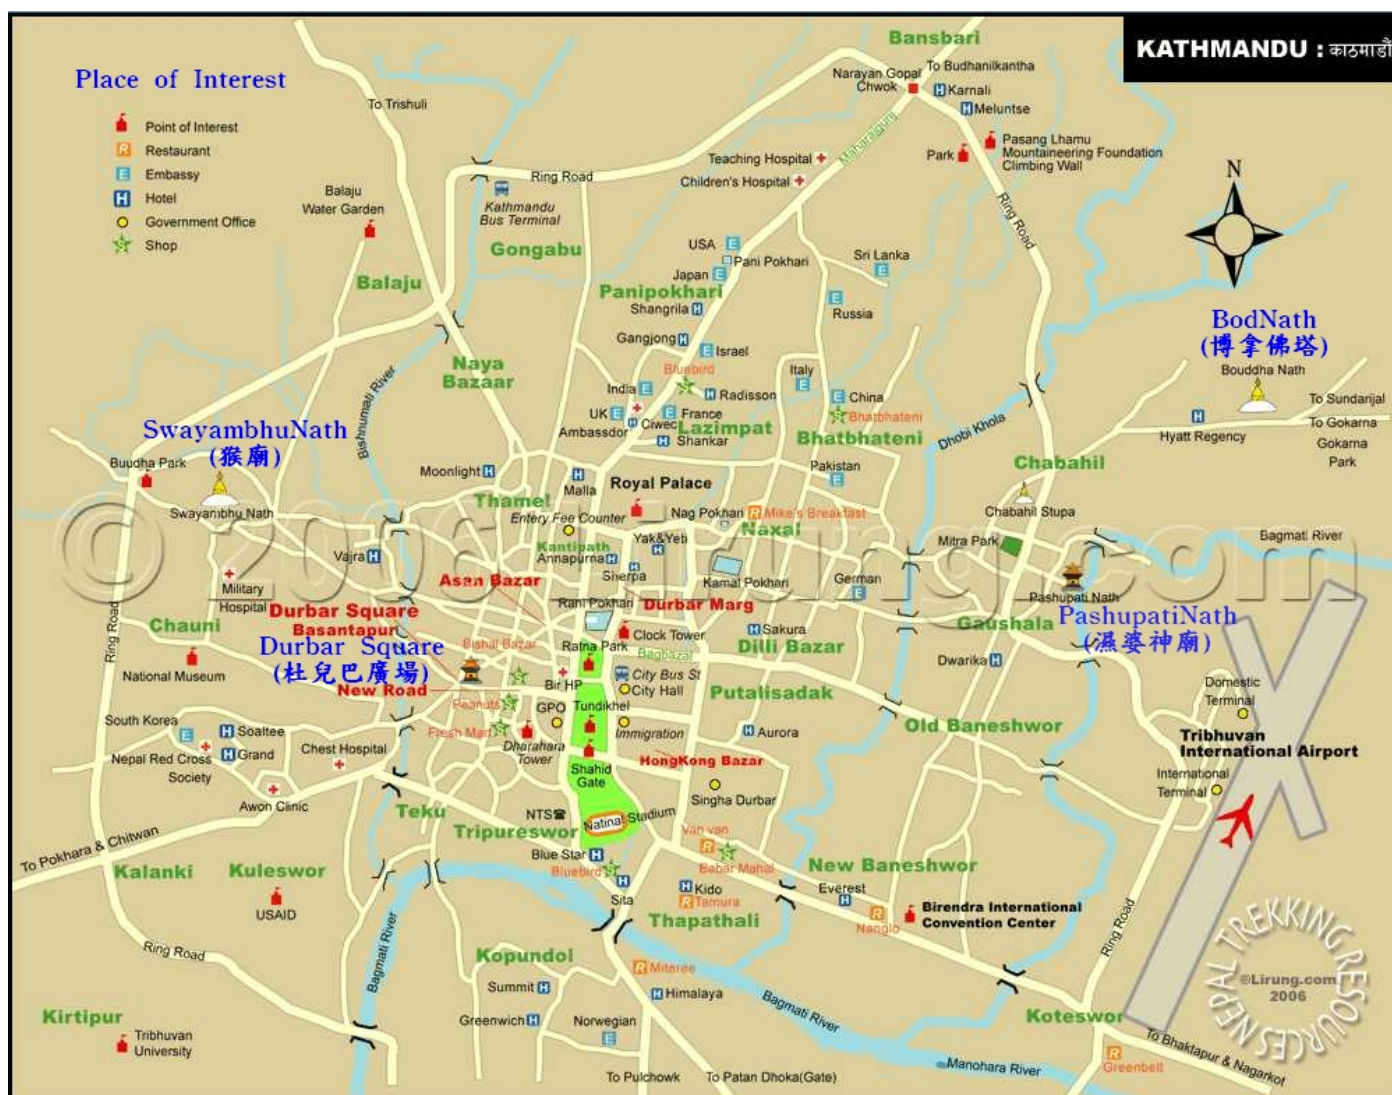 KATHMANDU : काठमाडौं
Place of Interest
Point of Interest
Restaurant
Embassy
Hotel
Government Office
Shop
Bansbari
To Budhanilkantha
Narayan Gopal
Chwok
Karnali
Meluntse
To Trishuli
Maharajgunj
Pasang Lhamu
Mountaineering Foundation
Climbing Wall
Park
Teaching Hospital
Children's Hospital
Ring Road
Ring Road
Kathmandu
Bus Terminal
Balaju
Water Garden
Gongabu
Balaju
N
USA
Pani Pokhari
Japan
Sri Lanka
Panipokhari
Shangrila
Russia
Gangjong
Israel
Bluebird
Naya
Bazaar
Bishnumati River
India
Radisson
Italy
China
Bhatbhateni
UK
France
Ciwec
Ambassdor
Shankar
Lazimpat
Bhatbhateni
Dhobi Khola
BodNath
(博拿佛塔)
Bouddha Nath
To Sundarijal
To Gokarna
Gokarna
Park
Hyatt Regency
Chabahil
SwayambhuNath
(猴廟)
Buudha Park
Swayambhu Nath
Moonlight
Malla
Royal Palace
Pakistan
Thamel
Entery Fee Counter
Nag Pokhari
Mike's Breakfast
Naxal
Chabahil Stupa
Mitra Park
Bagmati River
© 2006 Lirung.com
Kantipath
Yak&Yeti
Annapurna
Sherpa
Vajra
Military
Hospital
Asan Bazar
Kamal Pokhari
German
Pashupati Nath
PashupatiNath
(濕婆神廟)
Durbar Square
Basantapur
Rani Pokhari
Durbar Marg
Chauni
Ring Road
Durbar Square
(杜兒巴廣場)
Bishal Bazar
Ratna Park
Clock Tower
Bagbazal
Sakura
Dilli Bazar
Gaushala
Dwarika
National Museum
New Road
Bir HP
City Bus St
City Hall
Putalisadak
Domestic
Terminal
Peanuts
GPO
Tundikhel
Immigration
Old Baneshwor
South Korea
Soaltee
Grand
Nepal Red Cross
Society
Chest Hospital
Fresh Mart
Dharahara
Tower
Aurora
Tribhuvan
International Airport
HongKong Bazar
Shahid
Gate
International
Terminal
Awon Clinic
Singha Durbar
Teku
Tripureswor
NTS
Natinal Stadium
Van van
To Pokhara & Chitwan
Kalanki
Kuleswor
Blue Star
Bluebird
Babar Mahal
New Baneshwor
USAID
Sita
Kido
Tamura
Everest
Nanglo
Birendra International
Convention Center
Thapathali
Ring Road
Ring Road
Bagmati River
Kopundol
Miteree
Summit
Himalaya
Bagmati River
Greenwich
Norwegian
Kirtipur
Tribhuvan
University
Koteswor
To Bhaktapur & Nagarkot
Greenbelt
Manohara River
To Pulchowk
To Patan Dhoka(Gate)
NEPAL TREKKING RESOURCES
©Lirung.com
2006